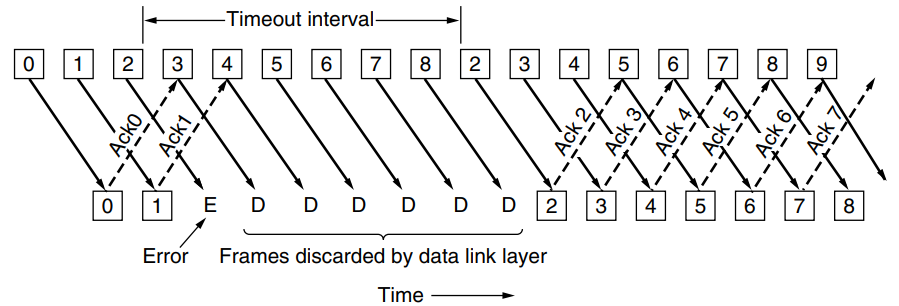 Timeout interval
0 1 2 3 4 5 6 7 8 2 3 4 5 6 7 8 9
Ack0 Ack1 Ack 2 Ack 3 Ack 4 Ack 5 Ack 6 Ack 7
0 1 E D D D D D D 2 3 4 5 6 7 8
Error Frames discarded by data link layer
Time